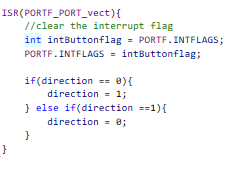 ISR(PORTF_PORT_vect){
//clear the interrupt flag
int intButtonflag = PORTF.INTFLAGS;
PORTF.INTFLAGS = intButtonflag;
if(direction == 0){
direction = 1;
} else if(direction ==1){
direction = 0;
}
}